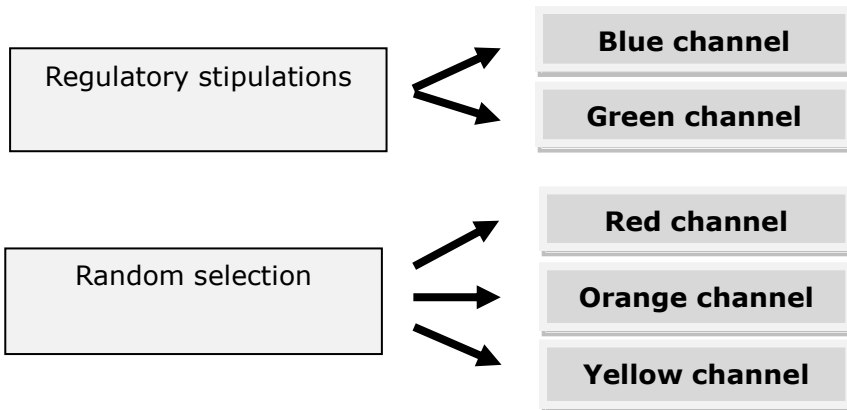 Regulatory stipulations
Blue channel
Green channel
Random selection
Red channel
Orange channel
Yellow channel